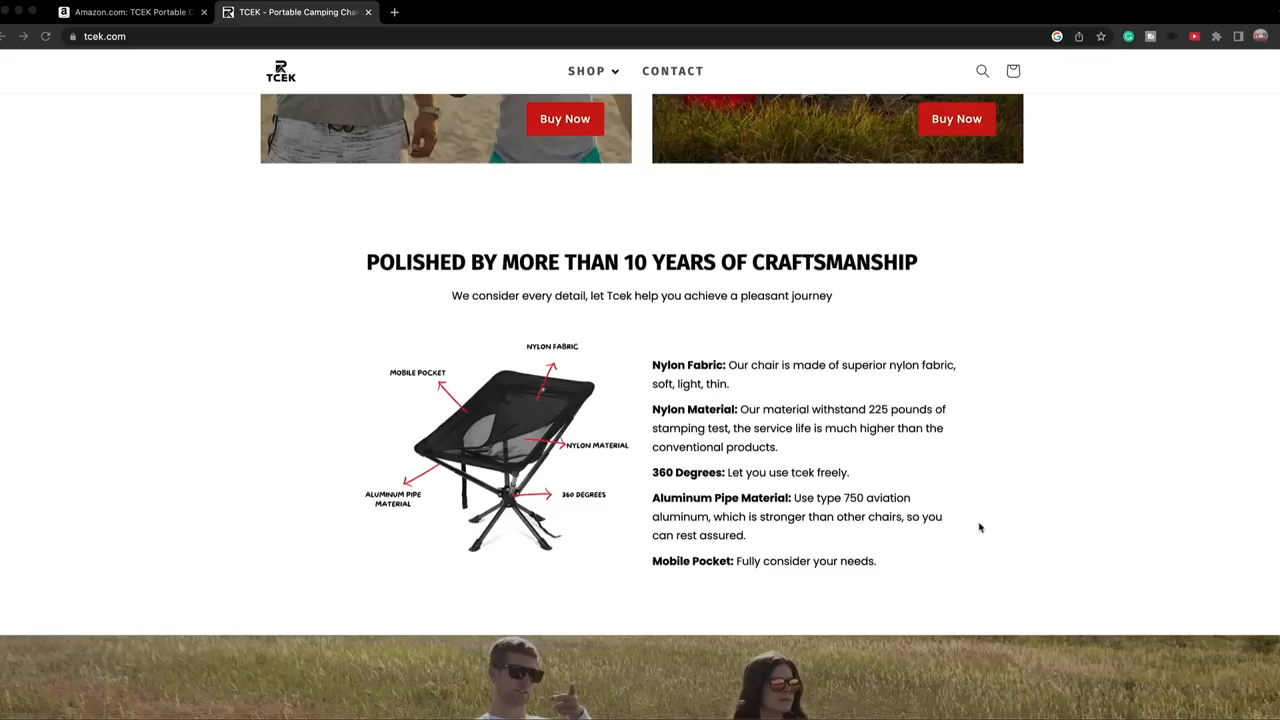 Amazon.com: TCEK Portable C
TCEK - Portable Camping Cha
tcek.com
TCEK
SHOP
CONTACT
Buy Now
Buy Now
POLISHED BY MORE THAN 10 YEARS OF CRAFTSMANSHIP
We consider every detail, let Tcek help you achieve a pleasant journey
NYLON FABRIC
MOBILE POCKET
NYLON MATERIAL
ALUMINUM PIPE
MATERIAL
360 DEGREES
Nylon Fabric: Our chair is made of superior nylon fabric,
soft, light, thin.
Nylon Material: Our material withstand 225 pounds of
stamping test, the service life is much higher than the
conventional products.
360 Degrees: Let you use tcek freely.
Aluminum Pipe Material: Use type 750 aviation
aluminum, which is stronger than other chairs, so you
can rest assured.
Mobile Pocket: Fully consider your needs.